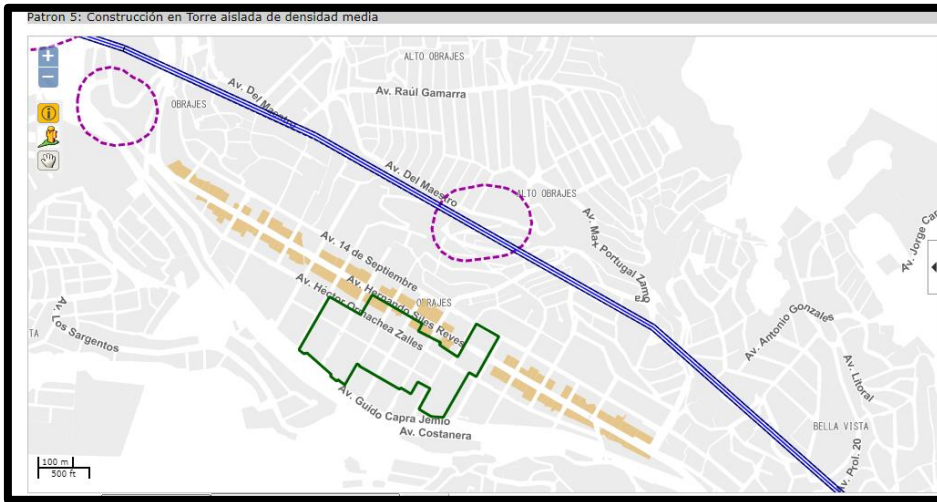 Patron 5: Construcción en Torre aislada de densidad media
ALTO OBRAJES
Av. Raúl Gamarra
OBRAJES
Av. Del Maestro
Av. Del Maestro
ALTO OBRAJES
Av. Max Portugal Zamo
Av. Jorge Car
Av. 14 de Septiembre
Av. Hernando Siles Reyes
OBRAJES
Av. Héctor Ormachea Zalles
Av. Los Sargentos
TA
Av. Antonio Gonzales
Av. Litoral
Av. Guido Capra Jemio
Av. Costanera
BELLA VISTA
Av. Prol. 20
100 m
500 ft